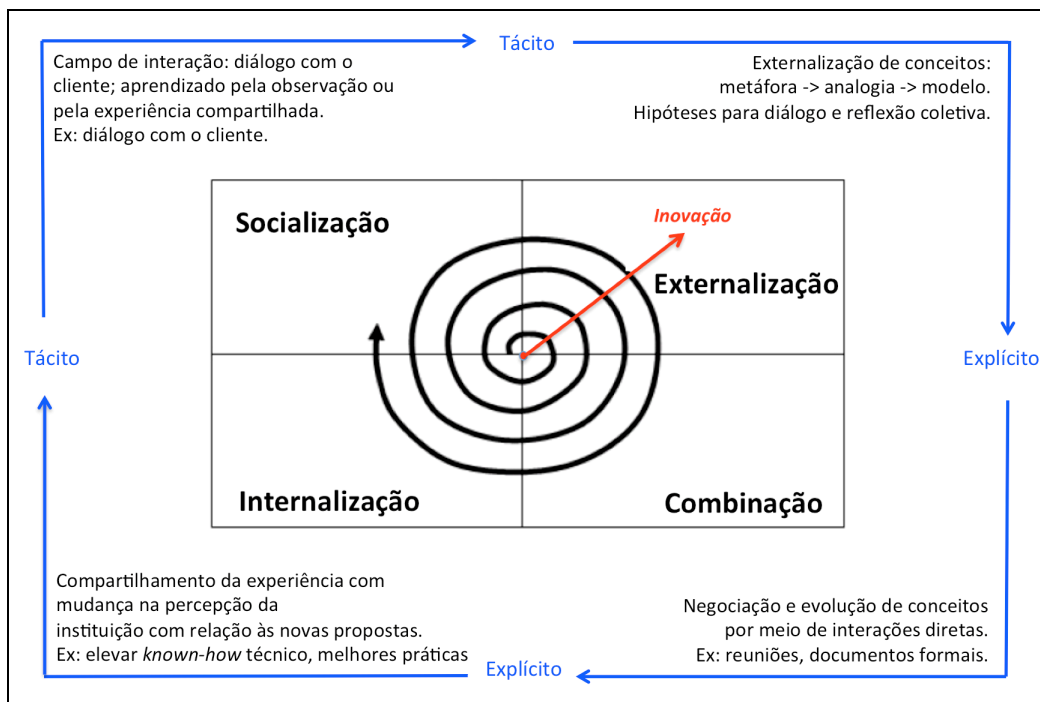 Tácito
Campo de interação: diálogo com o
cliente; aprendizado pela observação ou
pela experiência compartilhada.
Ex: diálogo com o cliente.
Externalização de conceitos:
metáfora -> analogia -> modelo.
Hipóteses para diálogo e reflexão coletiva.
Socialização
Inovação
Externalização
Tácito
Explícito
Internalização
Combinação
Compartilhamento da experiência com
mudança na percepção da
instituição com relação às novas propostas.
Ex: elevar known-how técnico, melhores práticas
Negociação e evolução de conceitos
por meio de interações diretas.
Ex: reuniões, documentos formais.
Explícito